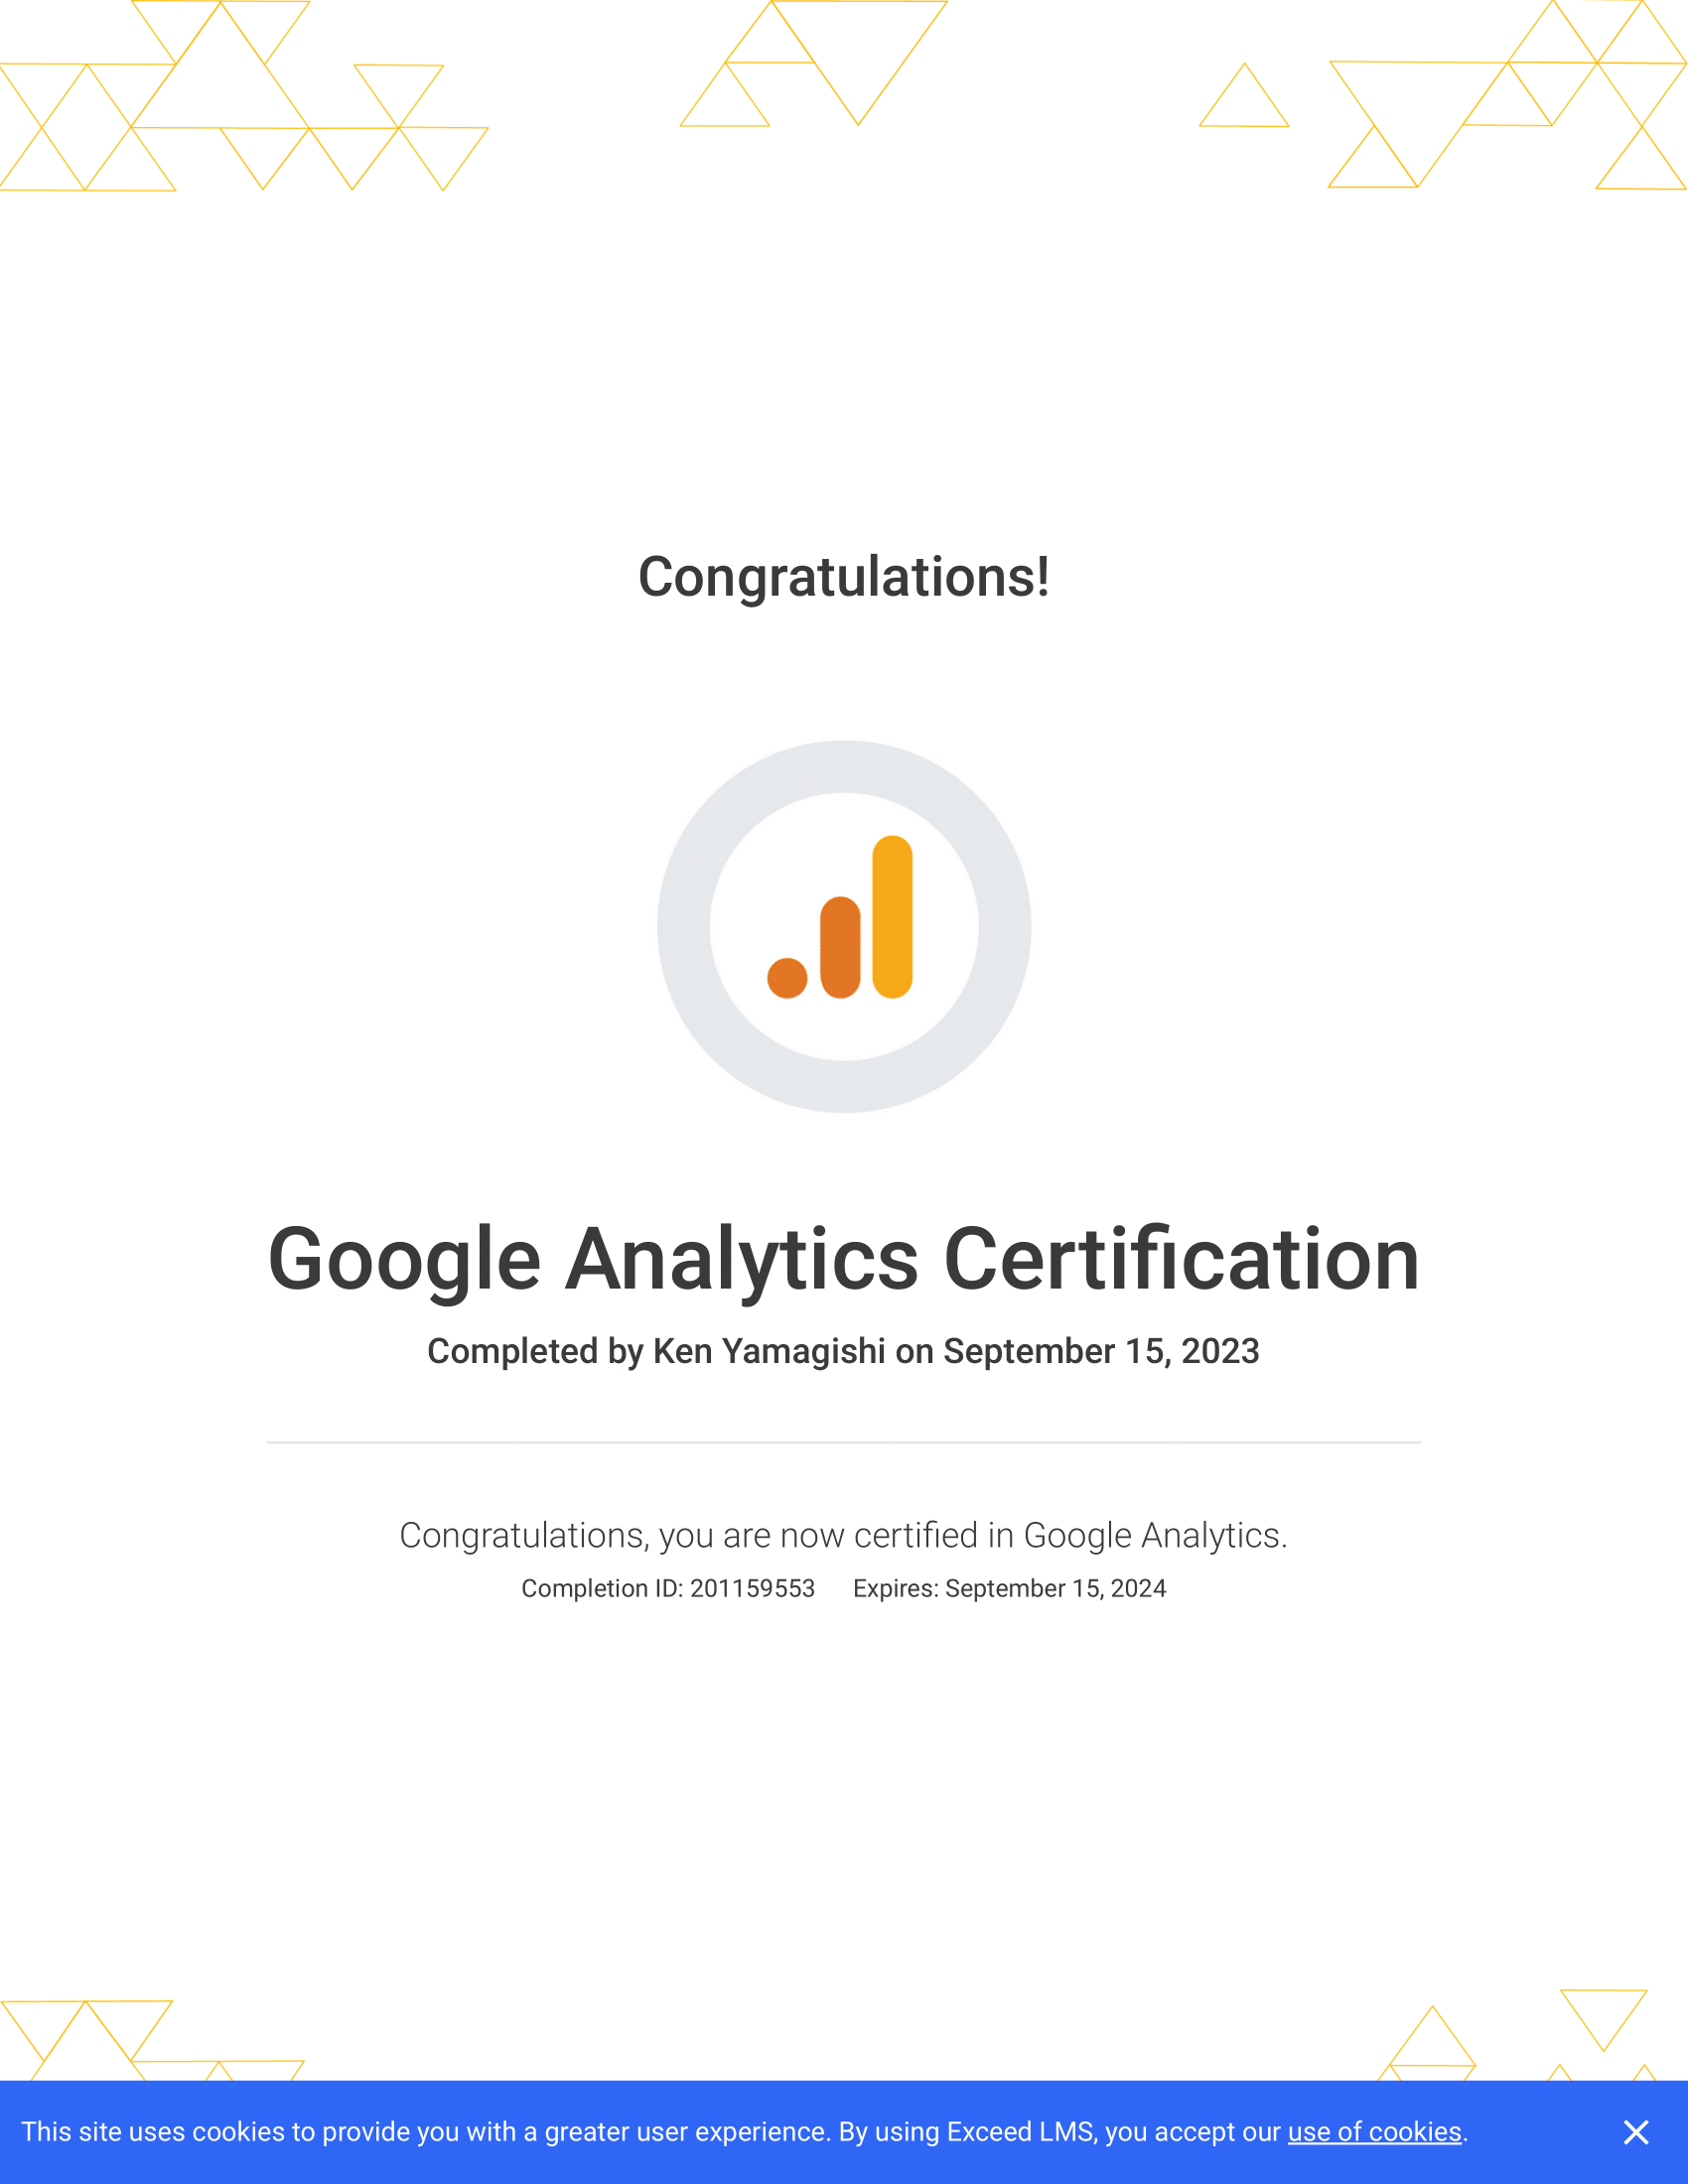 Congratulations!
Google Analytics Certification
Completed by Ken Yamagishi on September 15, 2023
Congratulations, you are now certified in Google Analytics.
Completion ID: 201159553 Expires: September 15, 2024
This site uses cookies to provide you with a greater user experience. By using Exceed LMS, you accept our use of cookies.